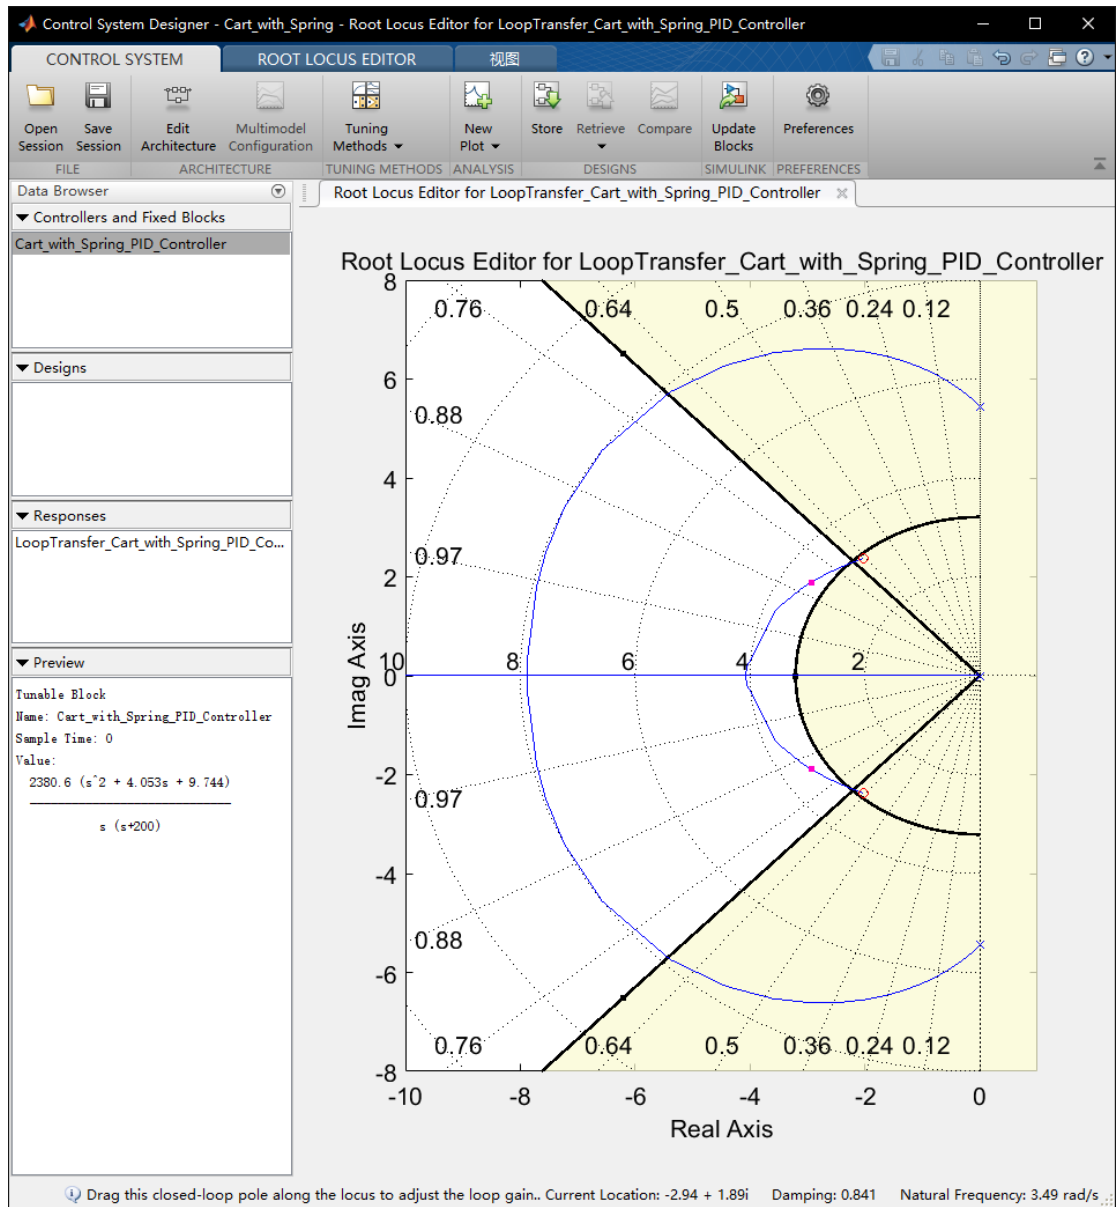 Control System Designer - Cart_with_Spring - Root Locus Editor for LoopTransfer_Cart_with_Spring_PID_Controller
CONTROL SYSTEM ROOT LOCUS EDITOR 视图
Open Session Save Session Edit Architecture Multimodel Configuration Tuning Methods New Plot Store Retrieve Compare Update Blocks Preferences
FILE ARCHITECTURE TUNING METHODS ANALYSIS DESIGNS SIMULINK PREFERENCES
Data Browser
Controllers and Fixed Blocks
Cart_with_Spring_PID_Controller
Designs
Responses
LoopTransfer_Cart_with_Spring_PID_Co...
Preview
Tunable Block
Name: Cart_with_Spring_PID_Controller
Sample Time: 0
Value:
2380.6 (s^2 + 4.053s + 9.744)
s (s+200)
Root Locus Editor for LoopTransfer_Cart_with_Spring_PID_Controller
Root Locus Editor for LoopTransfer_Cart_with_Spring_PID_Controller
8
0.76 0.64 0.5 0.36 0.24 0.12
6
0.88
4
0.97
2
10 8 6 4 2
0
Imag Axis
-2
0.97
-4
0.88
-6
0.76 0.64 0.5 0.36 0.24 0.12
-8
-10 -8 -6 -4 -2 0
Real Axis
Drag this closed-loop pole along the locus to adjust the loop gain.. Current Location: -2.94 + 1.89i Damping: 0.841 Natural Frequency: 3.49 rad/s